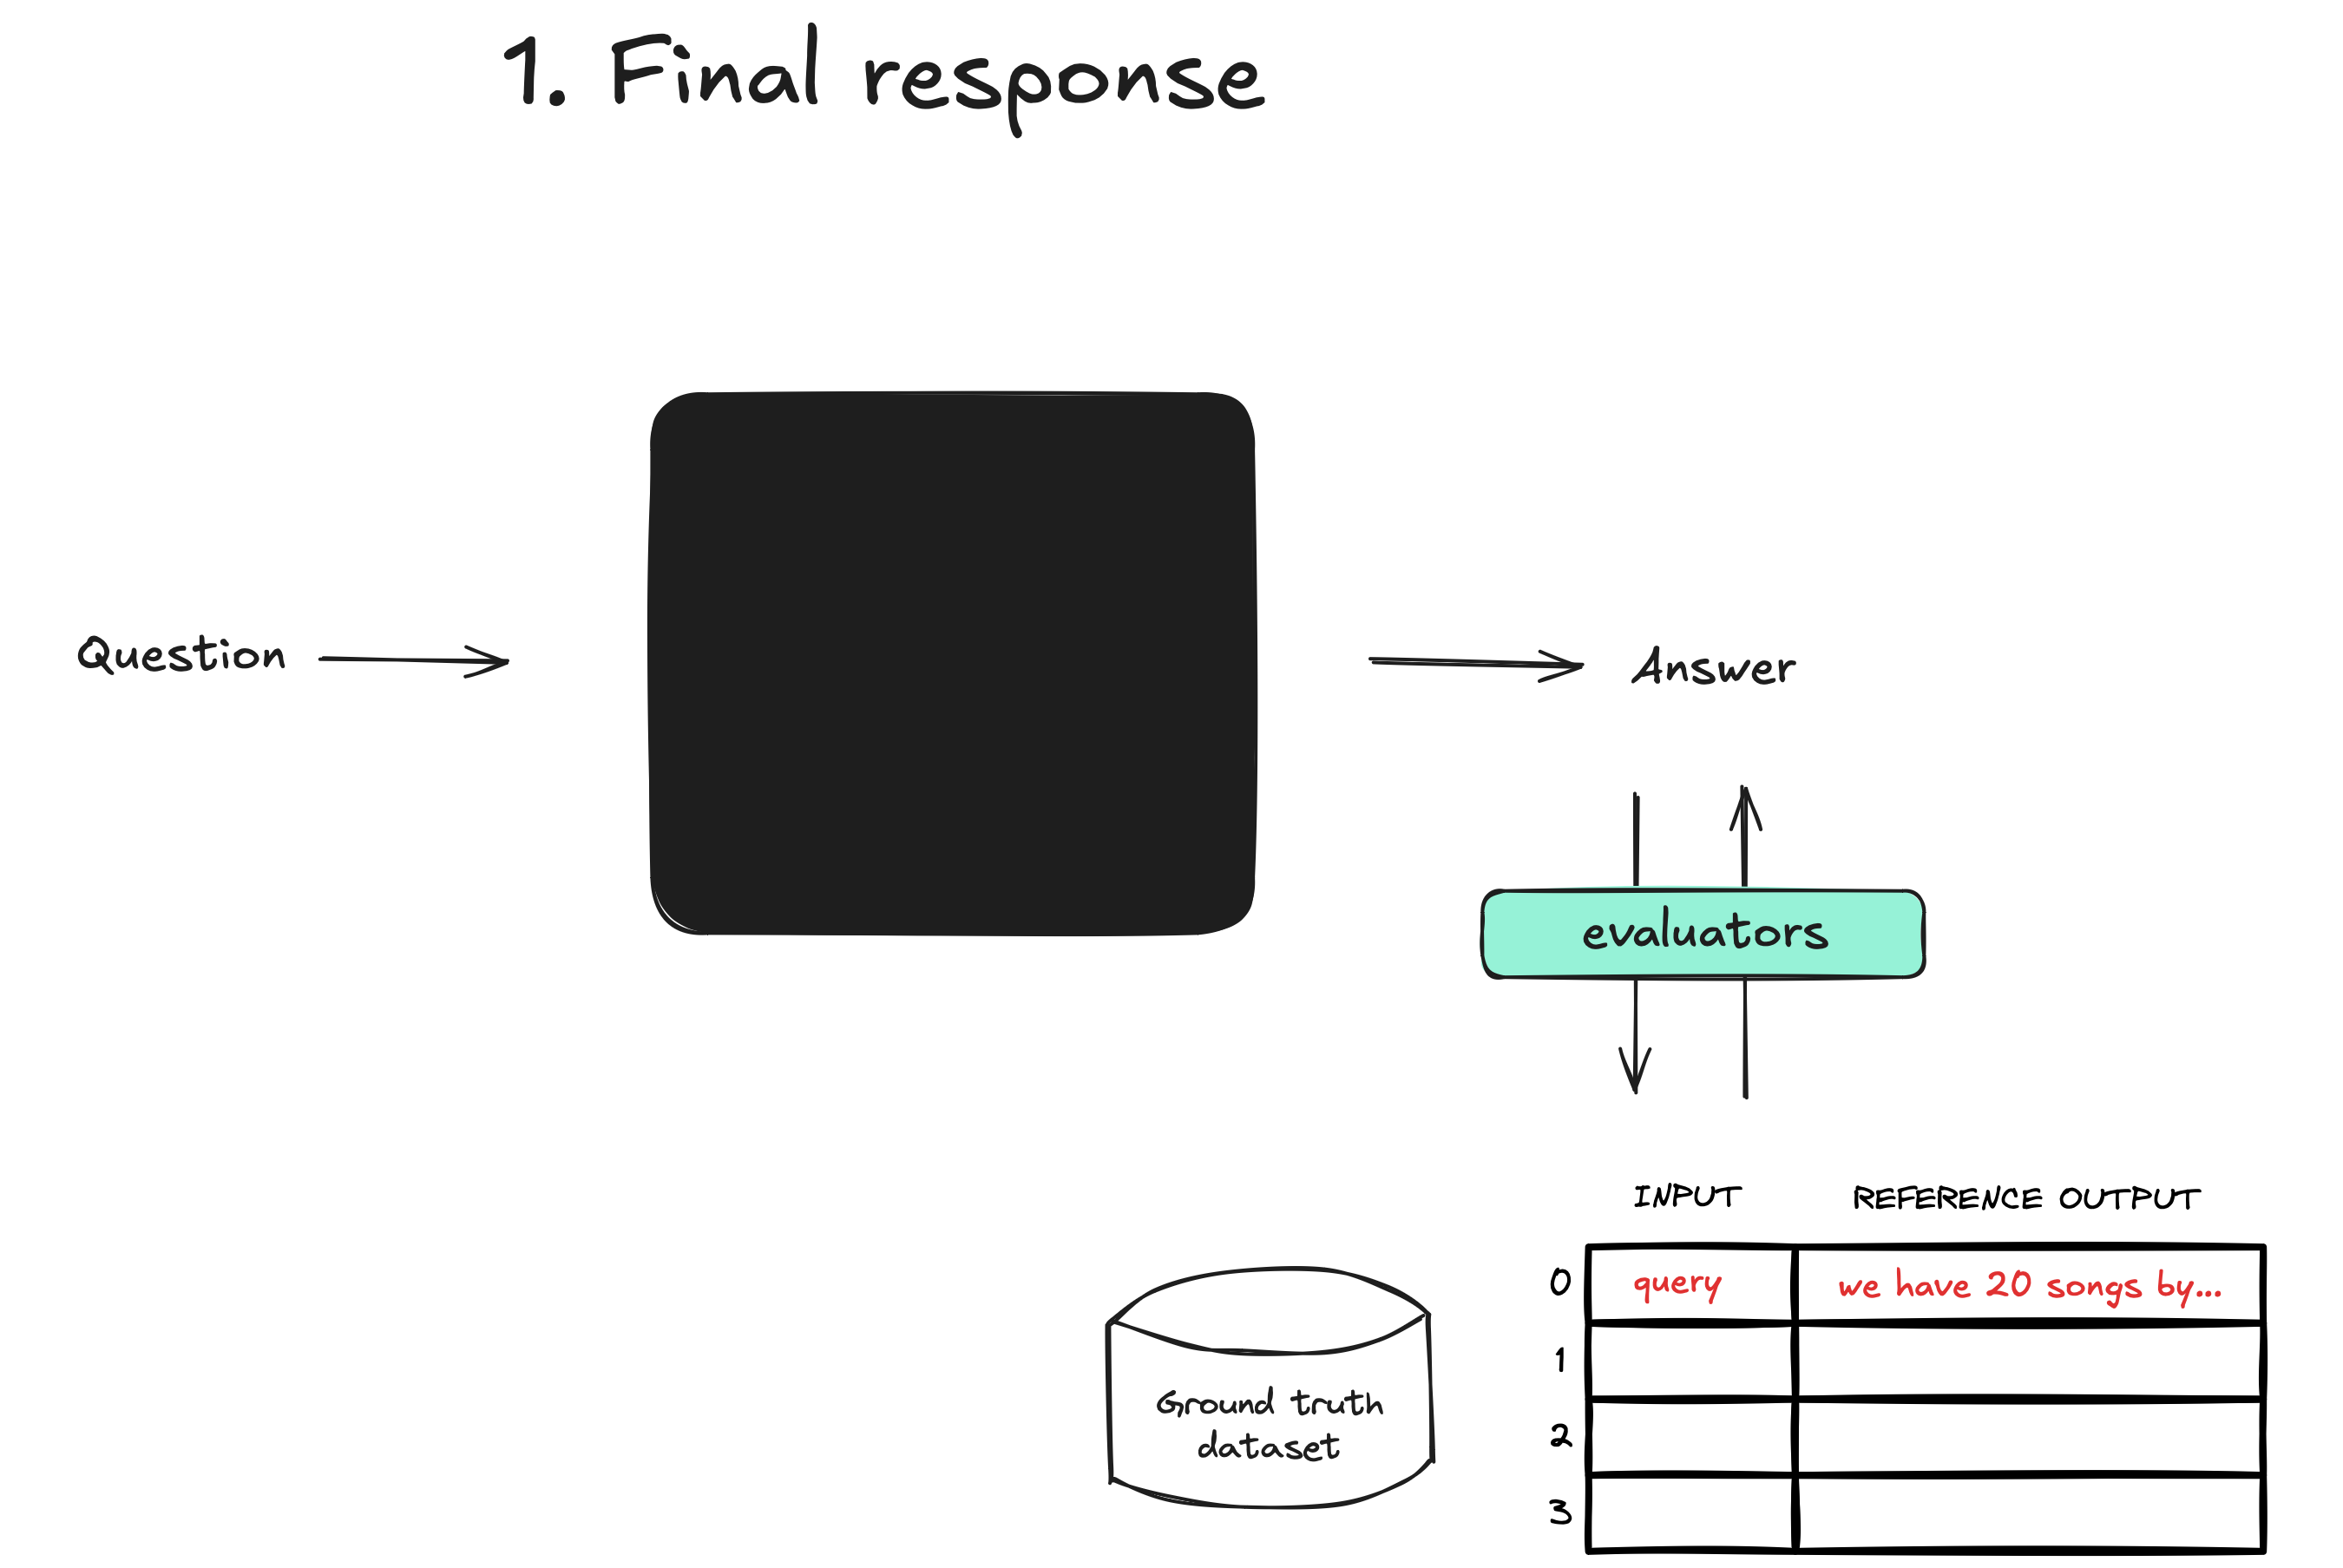 1. Final response
Question
Answer
evaluators
INPUT
REFERENCE OUTPUT
0
query
we have 20 songs by...
1
2
3
Ground truth
dataset